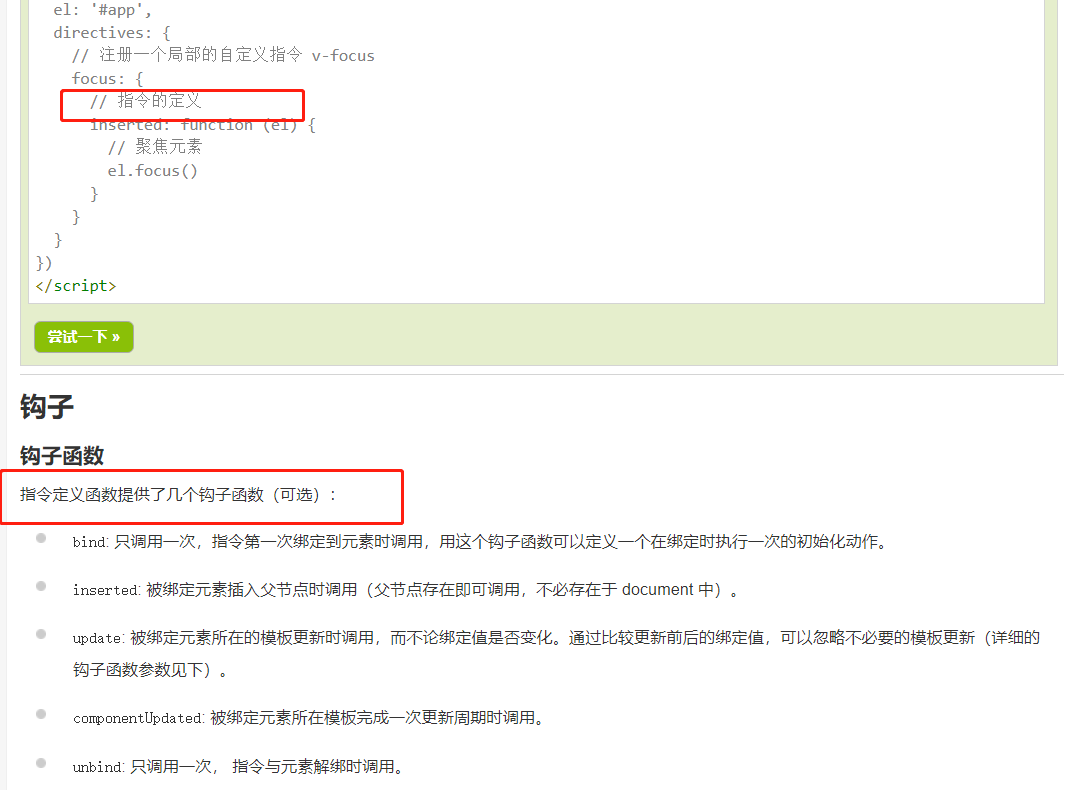 el: '#app',
directives: {
// 注册一个局部的自定义指令 v-focus
focus: {
// 指令的定义
inserted: function (el) {
// 聚焦元素
el.focus()
}
}
}
})
</script>
尝试一下 »
钩子
钩子函数
指令定义函数提供了几个钩子函数（可选）：
bind: 只调用一次，指令第一次绑定到元素时调用，用这个钩子函数可以定义一个在绑定时执行一次的初始化动作。
inserted: 被绑定元素插入父节点时调用（父节点存在即可调用，不必存在于 document 中）。
update: 被绑定元素所在的模板更新时调用，而不论绑定值是否变化。通过比较更新前后的绑定值，可以忽略不必要的模板更新（详细的
钩子函数参数见下）。
componentUpdated: 被绑定元素所在模板完成一次更新周期时调用。
unbind: 只调用一次， 指令与元素解绑时调用。